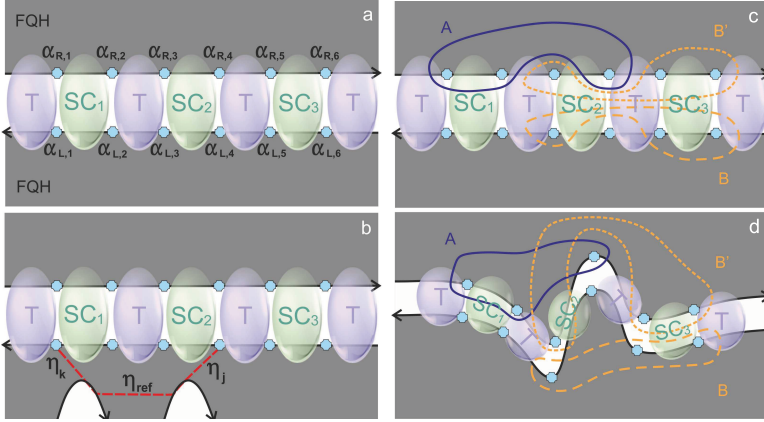 a
FQH
α_R,1 α_R,2 α_R,3 α_R,4 α_R,5 α_R,6
T SC₁ T SC₂ T SC₃ T
α_L,1 α_L,2 α_L,3 α_L,4 α_L,5 α_L,6
FQH
b
T SC₁ T SC₂ T SC₃ T
η_k η_ref η_j
c
A B'
T SC₁ T SC₂ T SC₃ T
B
d
A B'
T SC₁ T SC₂ T SC₃ T
B